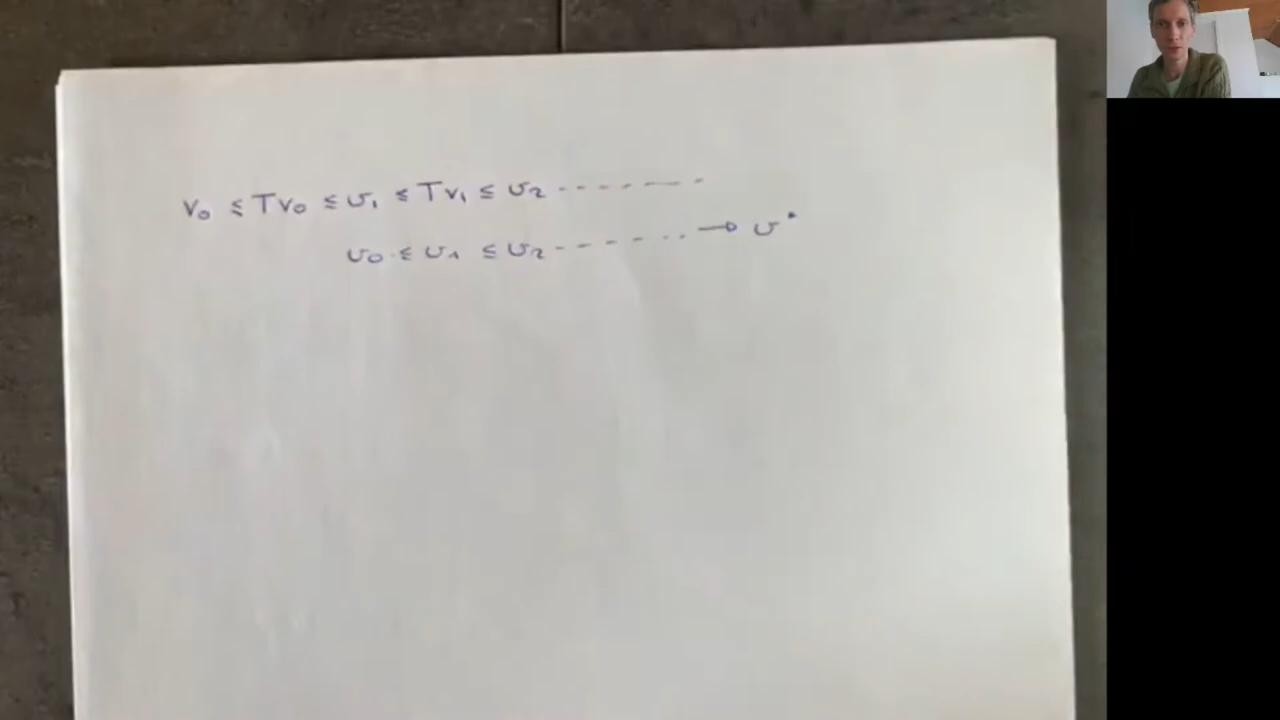 v₀ ≤ Tv₀ ≤ v₁ ≤ Tv₁ ≤ v₂ - - - - - - -
v₀ ≤ v₁ ≤ v₂ - - - - - - → v*